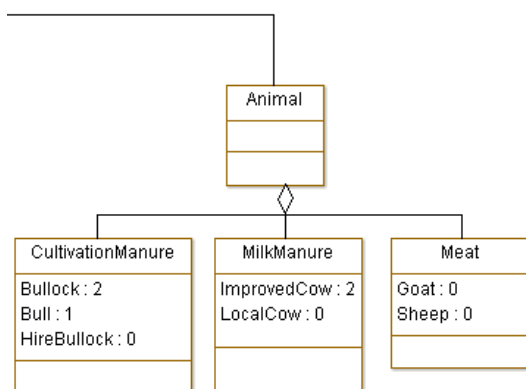 Animal
CultivationManure
Bullock : 2
Bull : 1
HireBullock : 0
MilkManure
ImprovedCow : 2
LocalCow : 0
Meat
Goat : 0
Sheep : 0